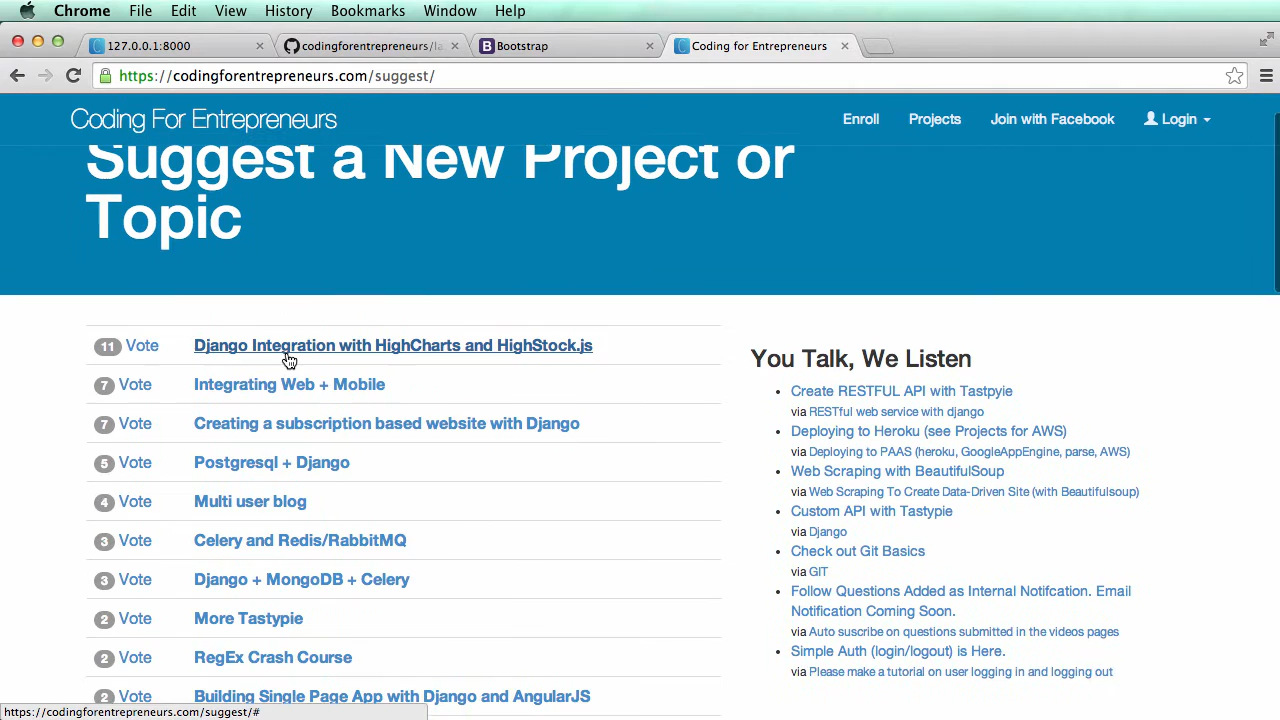 Chrome File Edit View History Bookmarks Window Help
127.0.0.1:8000 codingforentrepreneurs/la Bootstrap Coding for Entrepreneurs
https://codingforentrepreneurs.com/suggest/
Coding For Entrepreneurs Enroll Projects Join with Facebook Login
Suggest a New Project or
Topic
11 Vote Django Integration with HighCharts and HighStock.js
7 Vote Integrating Web + Mobile
7 Vote Creating a subscription based website with Django
5 Vote Postgresql + Django
4 Vote Multi user blog
3 Vote Celery and Redis/RabbitMQ
3 Vote Django + MongoDB + Celery
2 Vote More Tastypie
2 Vote RegEx Crash Course
2 Vote Building Single Page App with Django and AngularJS
You Talk, We Listen
Create RESTFUL API with Tastpyie
via RESTful web service with django
Deploying to Heroku (see Projects for AWS)
via Deploying to PAAS (heroku, GoogleAppEngine, parse, AWS)
Web Scraping with BeautifulSoup
via Web Scraping To Create Data-Driven Site (with Beautifulsoup)
Custom API with Tastypie
via Django
Check out Git Basics
via GIT
Follow Questions Added as Internal Notifcation. Email
Notification Coming Soon.
via Auto suscribe on questions submitted in the videos pages
Simple Auth (login/logout) is Here.
via Please make a tutorial on user logging in and logging out
https://codingforentrepreneurs.com/suggest/#